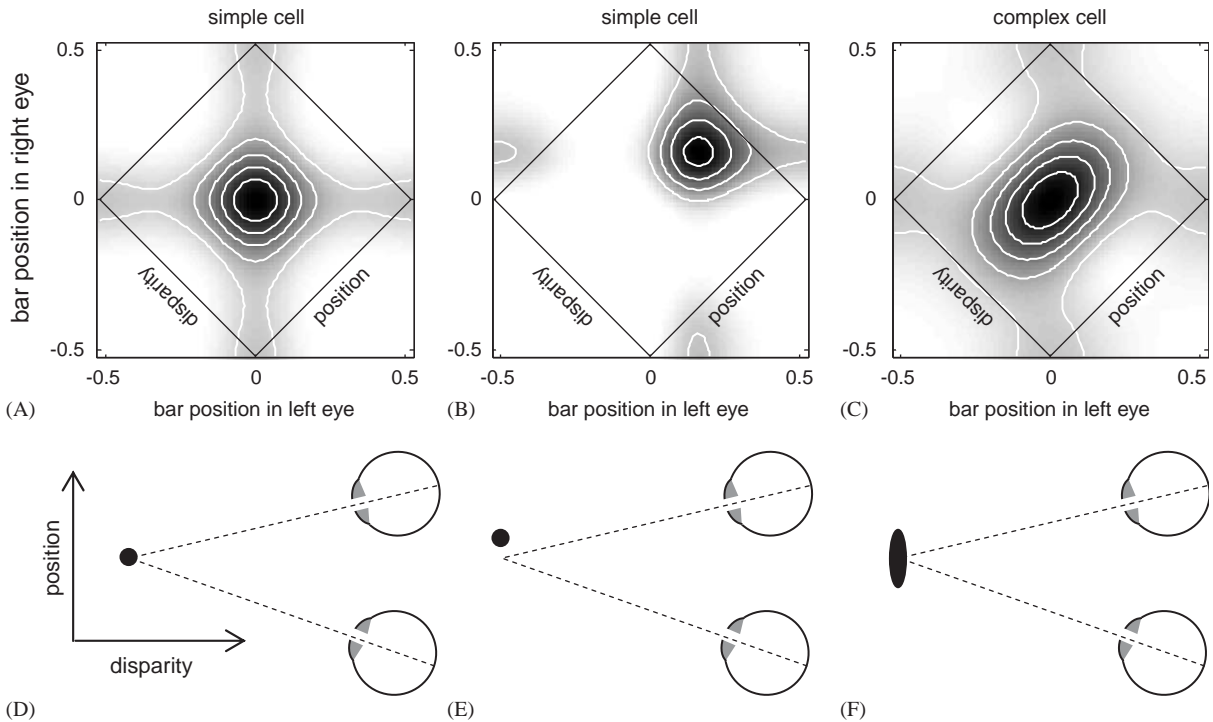 simple cell
simple cell
complex cell
bar position in right eye
0.5
0
-0.5
disparity
position
-0.5
0
0.5
(A)
bar position in left eye
0.5
0
-0.5
disparity
position
-0.5
0
0.5
(B)
bar position in left eye
0.5
0
-0.5
disparity
position
-0.5
0
0.5
(C)
bar position in left eye
position
disparity
(D)
(E)
(F)